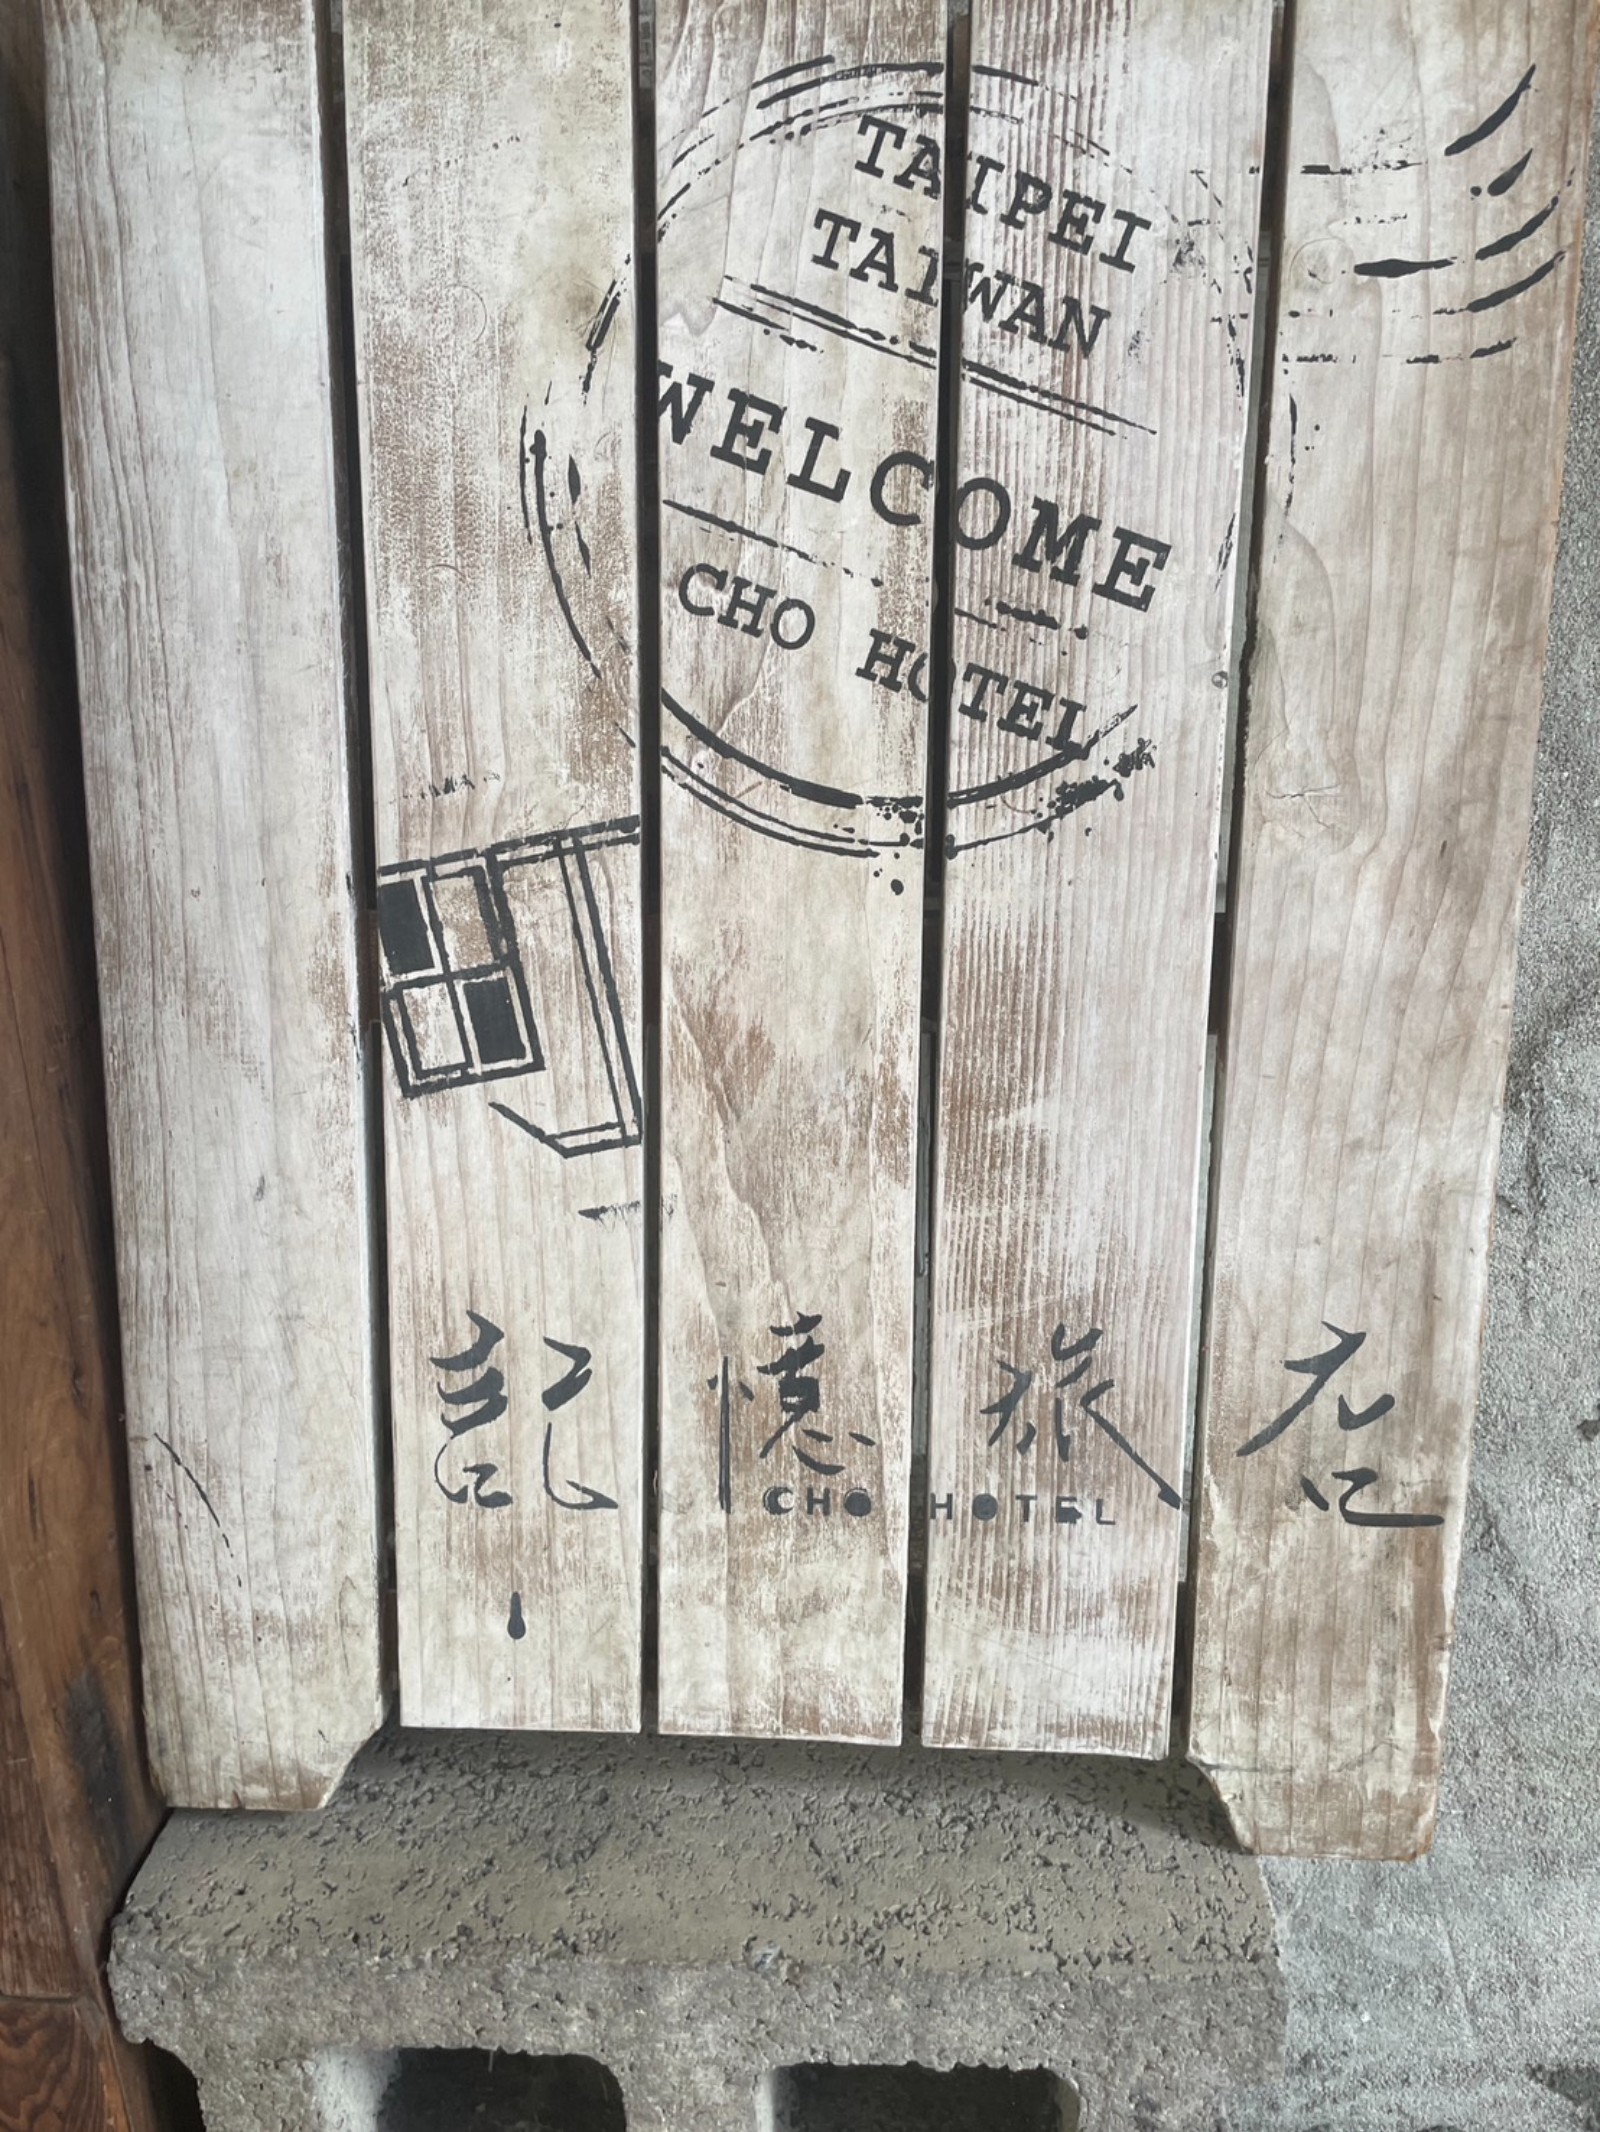 TAIPEI
TAIWAN
WELCOME
CHO HOTEL
記憶旅店
CHO HOTEL